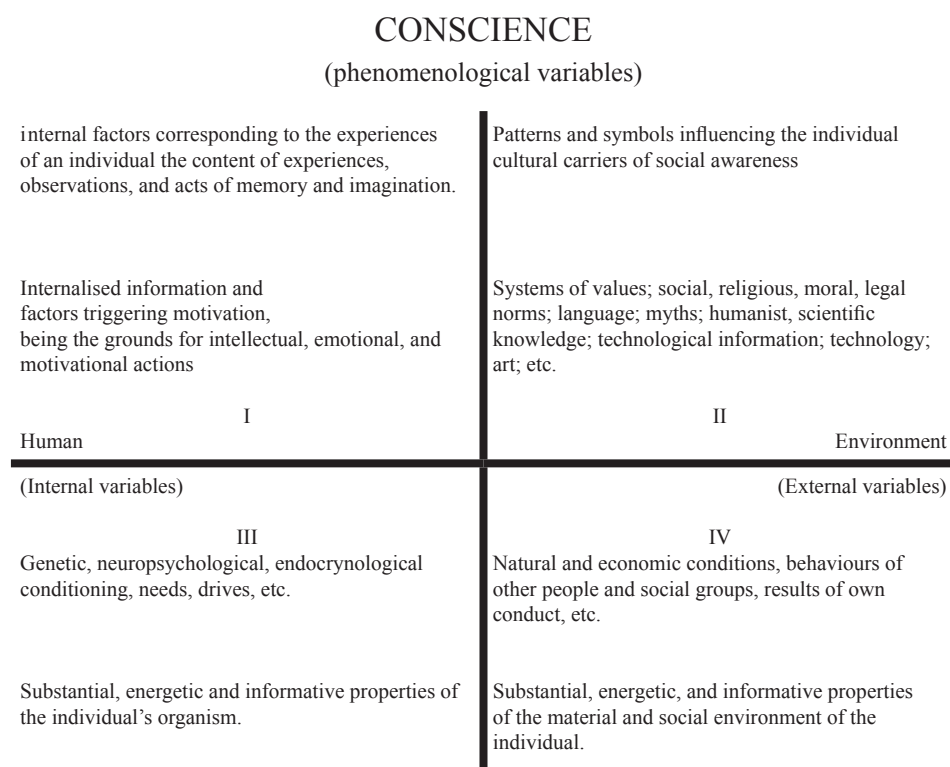 CONSCIENCE
(phenomenological variables)
internal factors corresponding to the experiences
of an individual the content of experiences,
observations, and acts of memory and imagination.
Internalised information and
factors triggering motivation,
being the grounds for intellectual, emotional, and
motivational actions
I
Human
Patterns and symbols influencing the individual
cultural carriers of social awareness
Systems of values; social, religious, moral, legal
norms; language; myths; humanist, scientific
knowledge; technological information; technology;
art; etc.
II
Environment
(Internal variables)
III
Genetic, neuropsychological, endocrynological
conditioning, needs, drives, etc.
Substantial, energetic and informative properties of
the individual’s organism.
(External variables)
IV
Natural and economic conditions, behaviours of
other people and social groups, results of own
conduct, etc.
Substantial, energetic, and informative properties
of the material and social environment of the
individual.